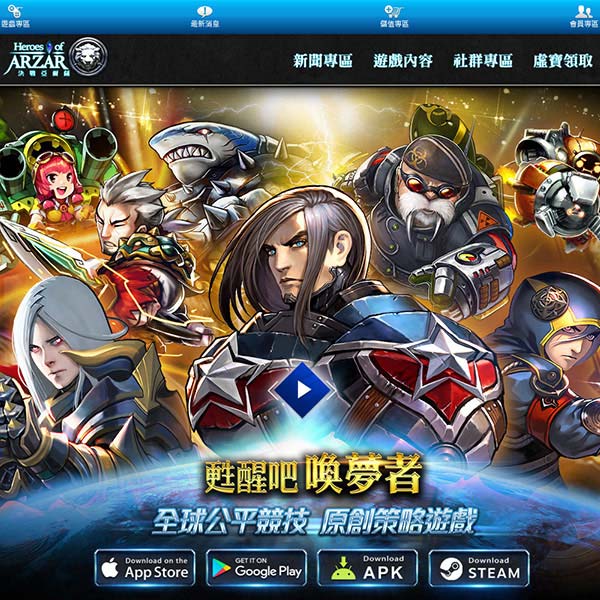 遊戲專區
最新消息
儲值專區
會員專區
Heroes of
ARZAR
決戰亞爾薩
新聞專區
遊戲內容
社群專區
虛寶領取
甦醒吧 喚夢者
全球公平競技 原創策略遊戲
Download on the
App Store
GET IT ON
Google Play
Download
APK
Download
STEAM